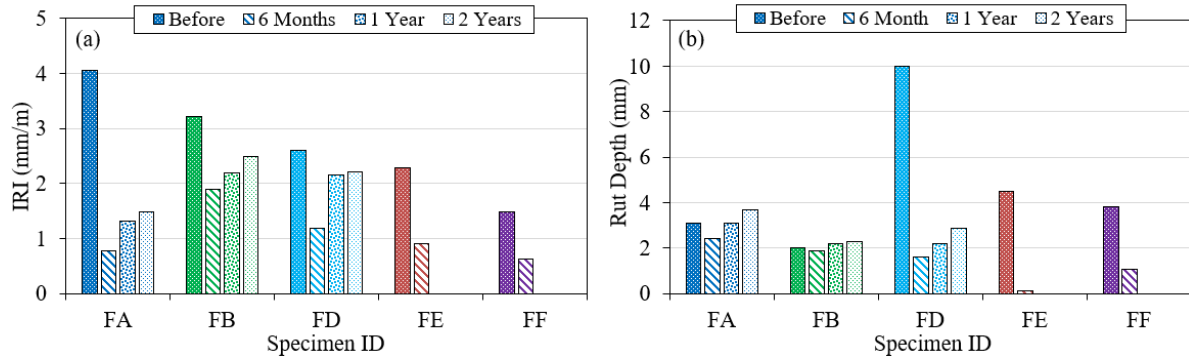 (a)
Before 6 Months 1 Year 2 Years
IRI (mm/m)
5
4
3
2
1
0
FA FB FD FE FF
Specimen ID
(b)
Before 6 Month 1 Year 2 Years
Rut Depth (mm)
12
10
8
6
4
2
0
FA FB FD FE FF
Specimen ID